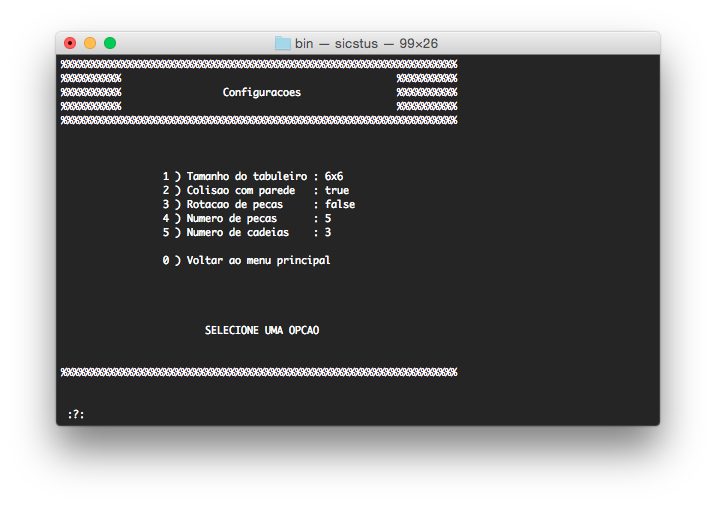 bin — sicstus — 99×26
%%%%%%%%%%%%%%%%%%%%%%%%%%%%%%%%%%%%%%%%%%%%%%%%%%%%%%%%%%%%%%%%%%
%%%%%%%%%% %%%%%%%%%%
%%%%%%%%%% Configuracoes %%%%%%%%%%
%%%%%%%%%% %%%%%%%%%%
%%%%%%%%%%%%%%%%%%%%%%%%%%%%%%%%%%%%%%%%%%%%%%%%%%%%%%%%%%%%%%%%%%
1 ) Tamanho do tabuleiro : 6x6
2 ) Colisao com parede : true
3 ) Rotacao de pecas : false
4 ) Numero de pecas : 5
5 ) Numero de cadeias : 3
0 ) Voltar ao menu principal
SELECIONE UMA OPCAO
%%%%%%%%%%%%%%%%%%%%%%%%%%%%%%%%%%%%%%%%%%%%%%%%%%%%%%%%%%%%%%%%%%
:?: